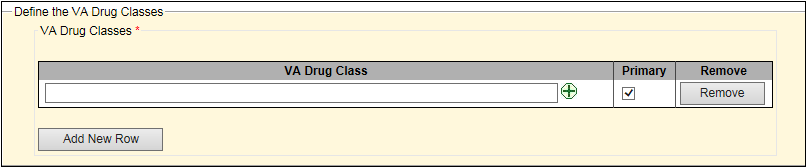 Define the VA Drug Classes
VA Drug Classes *
VA Drug Class Primary Remove
Remove
Add New Row